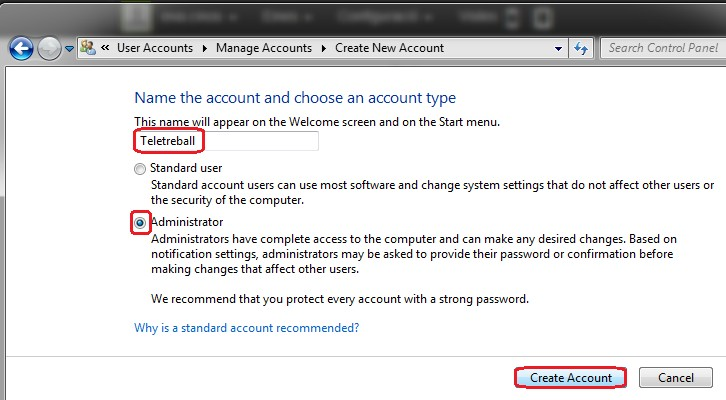 User Accounts ▸ Manage Accounts ▸ Create New Account
Search Control Panel
Name the account and choose an account type
This name will appear on the Welcome screen and on the Start menu.
Teletreball
Standard user
Standard account users can use most software and change system settings that do not affect other users or
the security of the computer.
Administrator
Administrators have complete access to the computer and can make any desired changes. Based on
notification settings, administrators may be asked to provide their password or confirmation before
making changes that affect other users.
We recommend that you protect every account with a strong password.
Why is a standard account recommended?
Create Account
Cancel